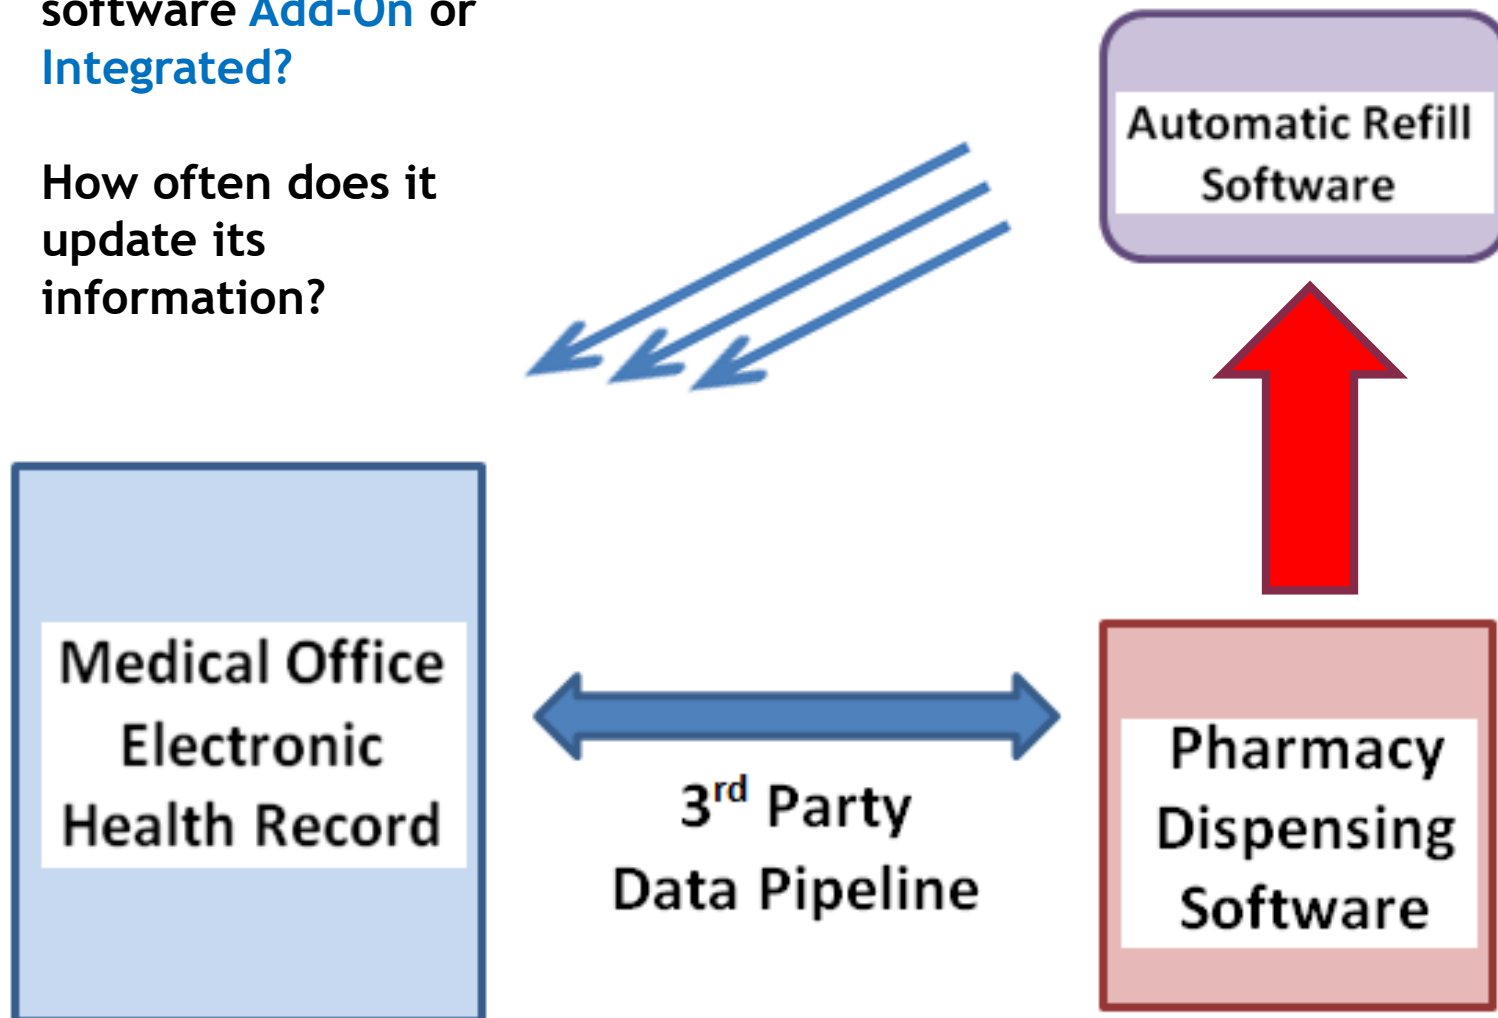 software Add-On or
Integrated?
How often does it
update its
information?
Automatic Refill
Software
Medical Office
Electronic
Health Record
3rd Party
Data Pipeline
Pharmacy
Dispensing
Software